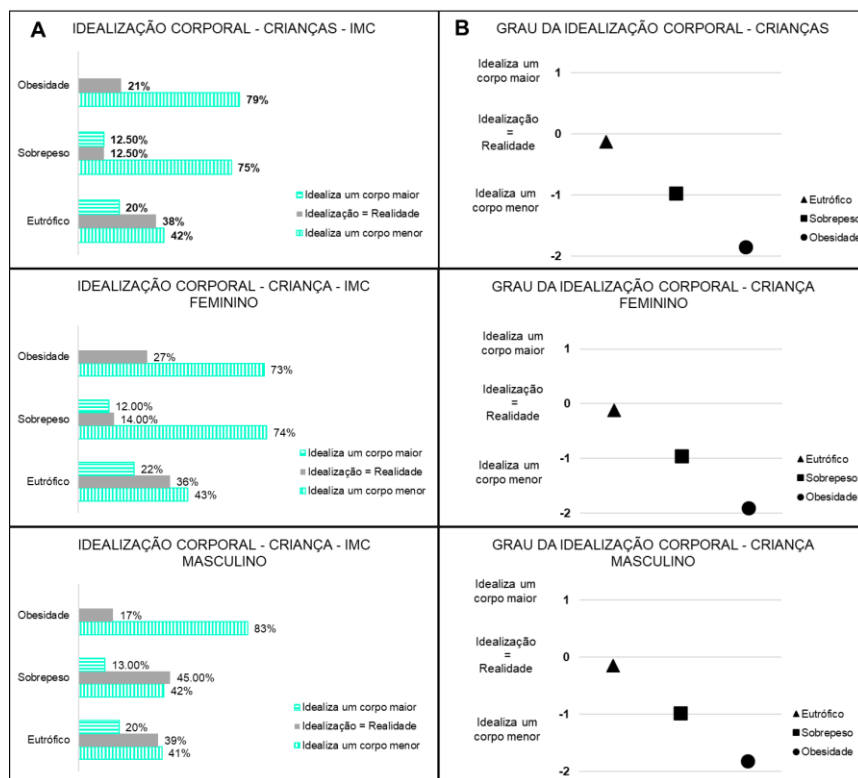 A
IDEALIZAÇÃO CORPORAL - CRIANÇAS - IMC
Obesidade
21%
79%
Sobrepeso
12.50%
12.50%
75%
Eutrófico
20%
38%
42%
Idealiza um corpo maior
Idealização = Realidade
Idealiza um corpo menor
B
GRAU DA IDEALIZAÇÃO CORPORAL - CRIANÇAS
Idealiza um
corpo maior
Idealização
=
Realidade
Idealiza um
corpo menor
1
0
-1
-2
Eutrófico
Sobrepeso
Obesidade
IDEALIZAÇÃO CORPORAL - CRIANÇA - IMC
FEMININO
Obesidade
27%
73%
Sobrepeso
12.00%
14.00%
74%
Eutrófico
22%
36%
43%
Idealiza um corpo maior
Idealização = Realidade
Idealiza um corpo menor
GRAU DA IDEALIZAÇÃO CORPORAL - CRIANÇA
FEMININO
Idealiza um
corpo maior
Idealização
=
Realidade
Idealiza um
corpo menor
1
0
-1
-2
Eutrófico
Sobrepeso
Obesidade
IDEALIZAÇÃO CORPORAL - CRIANÇA - IMC
MASCULINO
Obesidade
17%
83%
Sobrepeso
13.00%
45.00%
42%
Eutrófico
20%
39%
41%
Idealiza um corpo maior
Idealização = Realidade
Idealiza um corpo menor
GRAU DA IDEALIZAÇÃO CORPORAL - CRIANÇA
MASCULINO
Idealiza um
corpo maior
Idealização
=
Realidade
Idealiza um
corpo menor
1
0
-1
-2
Eutrófico
Sobrepeso
Obesidade